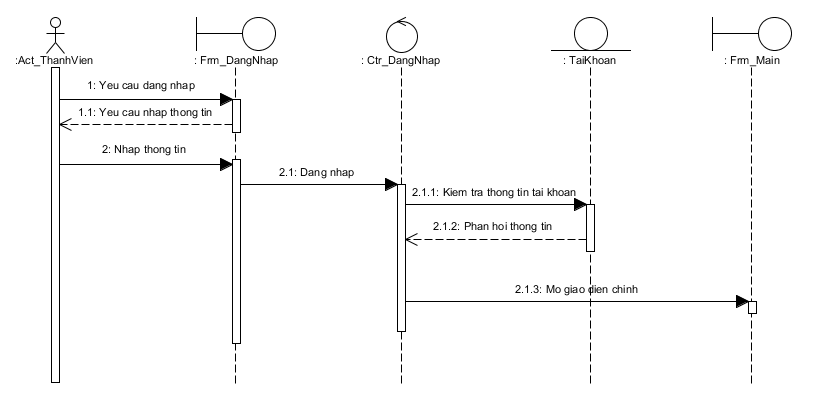 :Act_ThanhVien
: Frm_DangNhap
: Ctr_DangNhap
: TaiKhoan
: Frm_Main
1: Yeu cau dang nhap
1.1: Yeu cau nhap thong tin
2: Nhap thong tin
2.1: Dang nhap
2.1.1: Kiem tra thong tin tai khoan
2.1.2: Phan hoi thong tin
2.1.3: Mo giao dien chinh